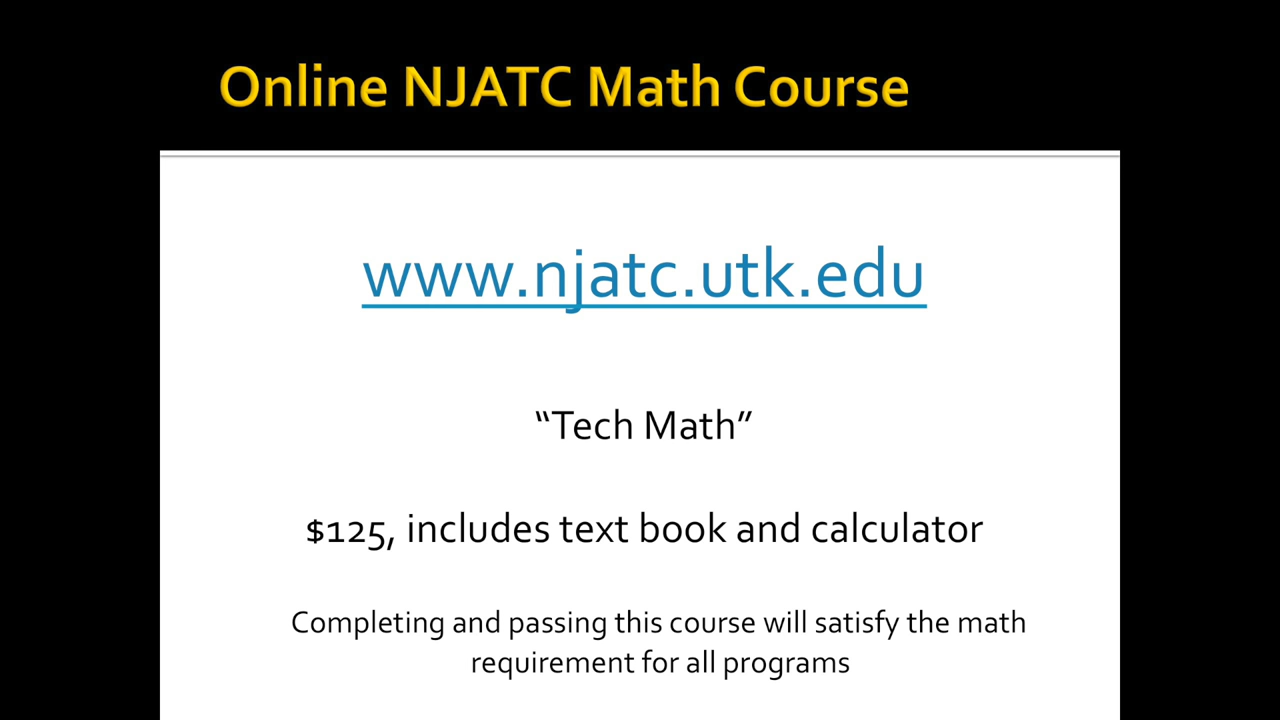 Online NJATC Math Course
www.njatc.utk.edu
“Tech Math”
$125, includes text book and calculator
Completing and passing this course will satisfy the math
requirement for all programs